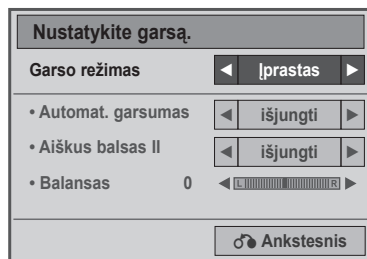 Nustatykite garsą.
Garso režimas ◄ Įprastas ►
• Automat. garsumas ◄ išjungti ►
• Aiškus balsas II ◄ išjungti ►
• Balansas 0 ◄ L R ►
Ankstesnis